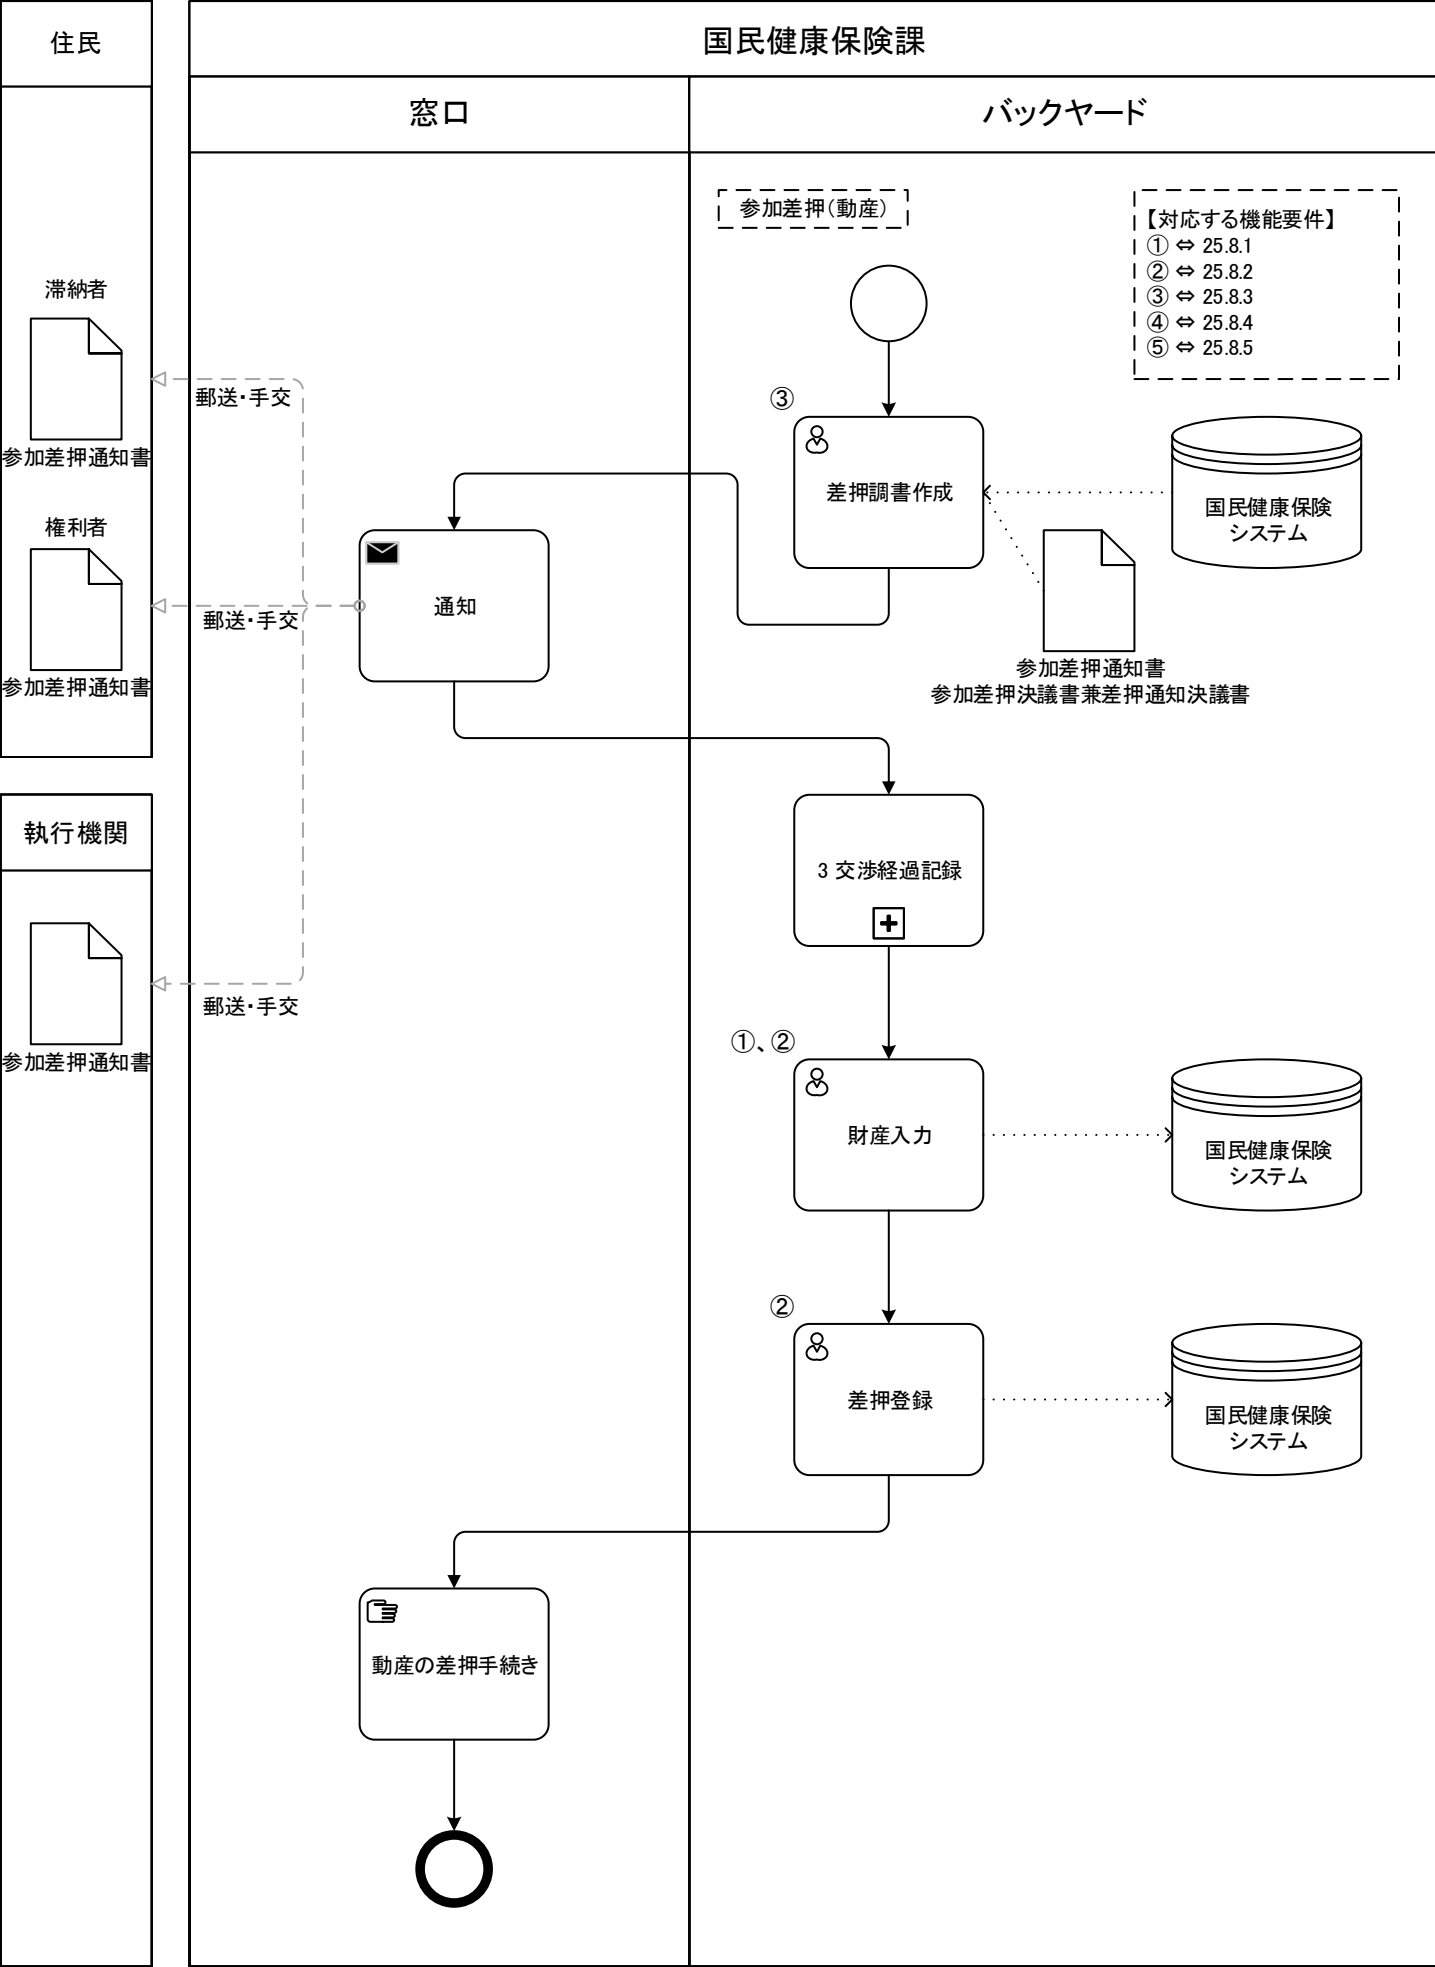 住民
国民健康保険課
窓口
バックヤード
参加差押（動産）
【対応する機能要件】
① ⇔ 25.8.1
② ⇔ 25.8.2
③ ⇔ 25.8.3
④ ⇔ 25.8.4
⑤ ⇔ 25.8.5
滞納者
参加差押通知書
郵送・手交
権利者
参加差押通知書
郵送・手交
③
差押調書作成
国民健康保険
システム
通知
参加差押通知書
参加差押決議書兼差押通知決議書
執行機関
参加差押通知書
郵送・手交
3 交渉経過記録
①、②
財産入力
国民健康保険
システム
②
差押登録
国民健康保険
システム
動産の差押手続き